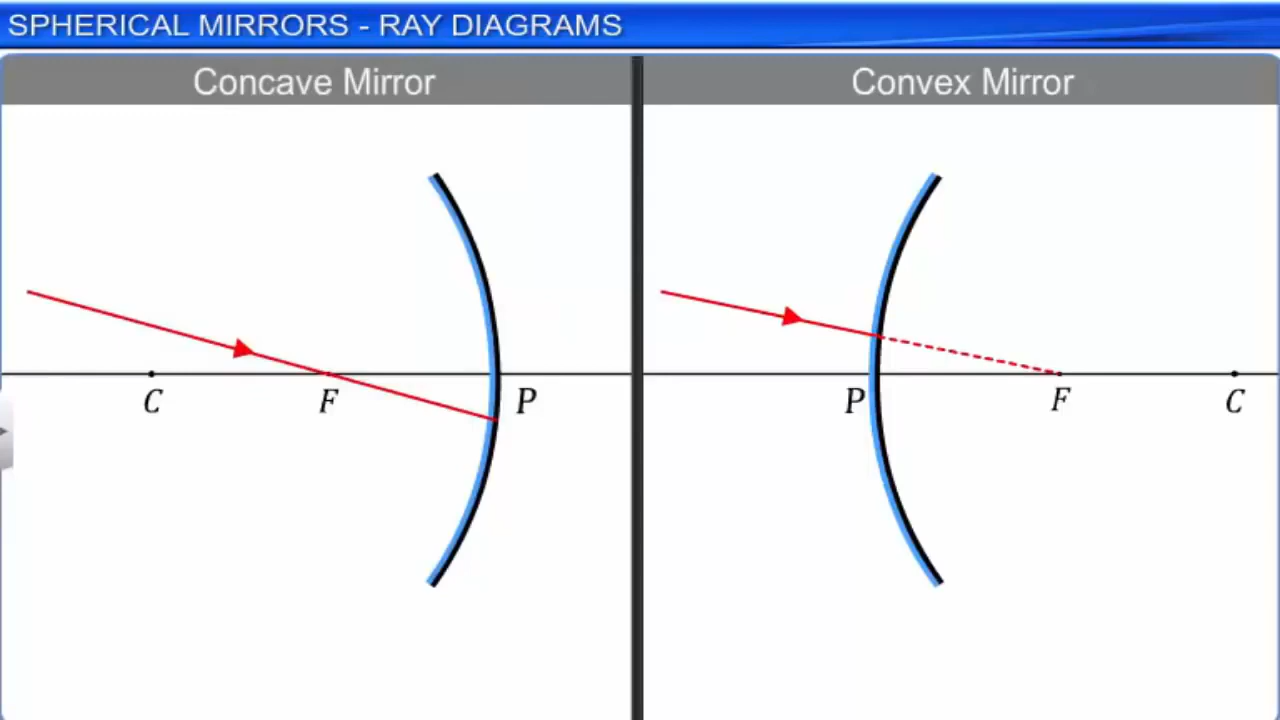 SPHERICAL MIRRORS - RAY DIAGRAMS
Concave Mirror
C F P
Convex Mirror
P F C